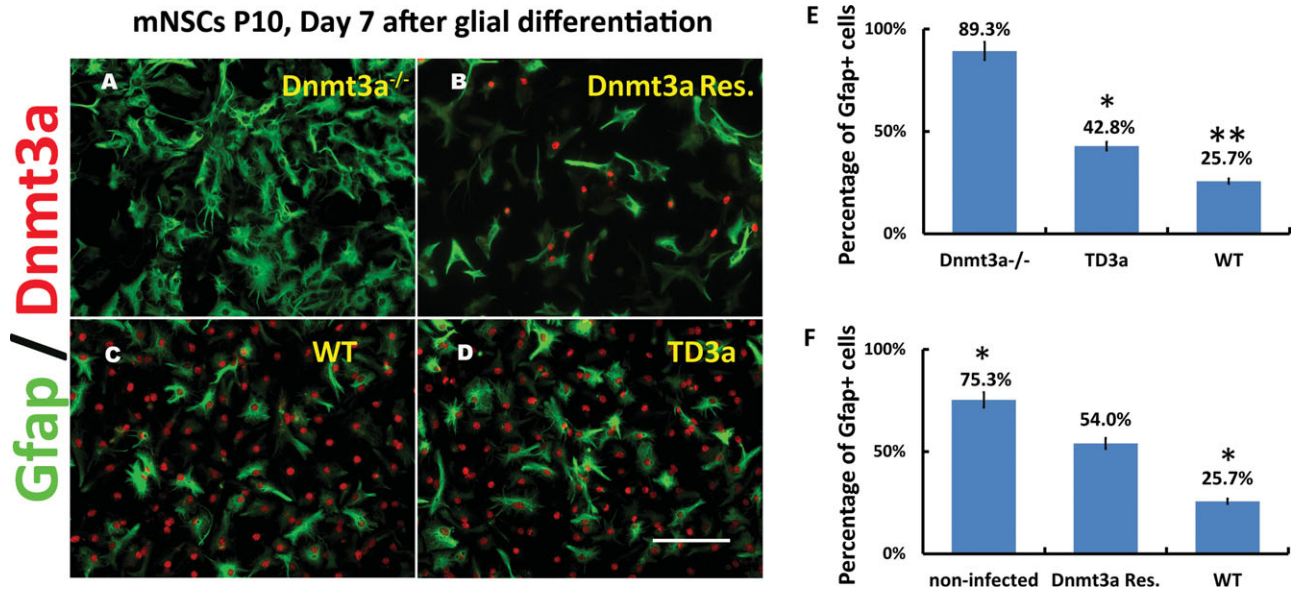 mNSCs P10, Day 7 after glial differentiation
Gfap / Dnmt3a
A Dnmt3a-/-
B Dnmt3a Res.
C WT
D TD3a
E
Percentage of Gfap+ cells
100%
50%
0%
89.3%
*
42.8%
**
25.7%
Dnmt3a-/- TD3a WT
F
Percentage of Gfap+ cells
100%
50%
0%
*
75.3%
54.0%
*
25.7%
non-infected Dnmt3a Res. WT